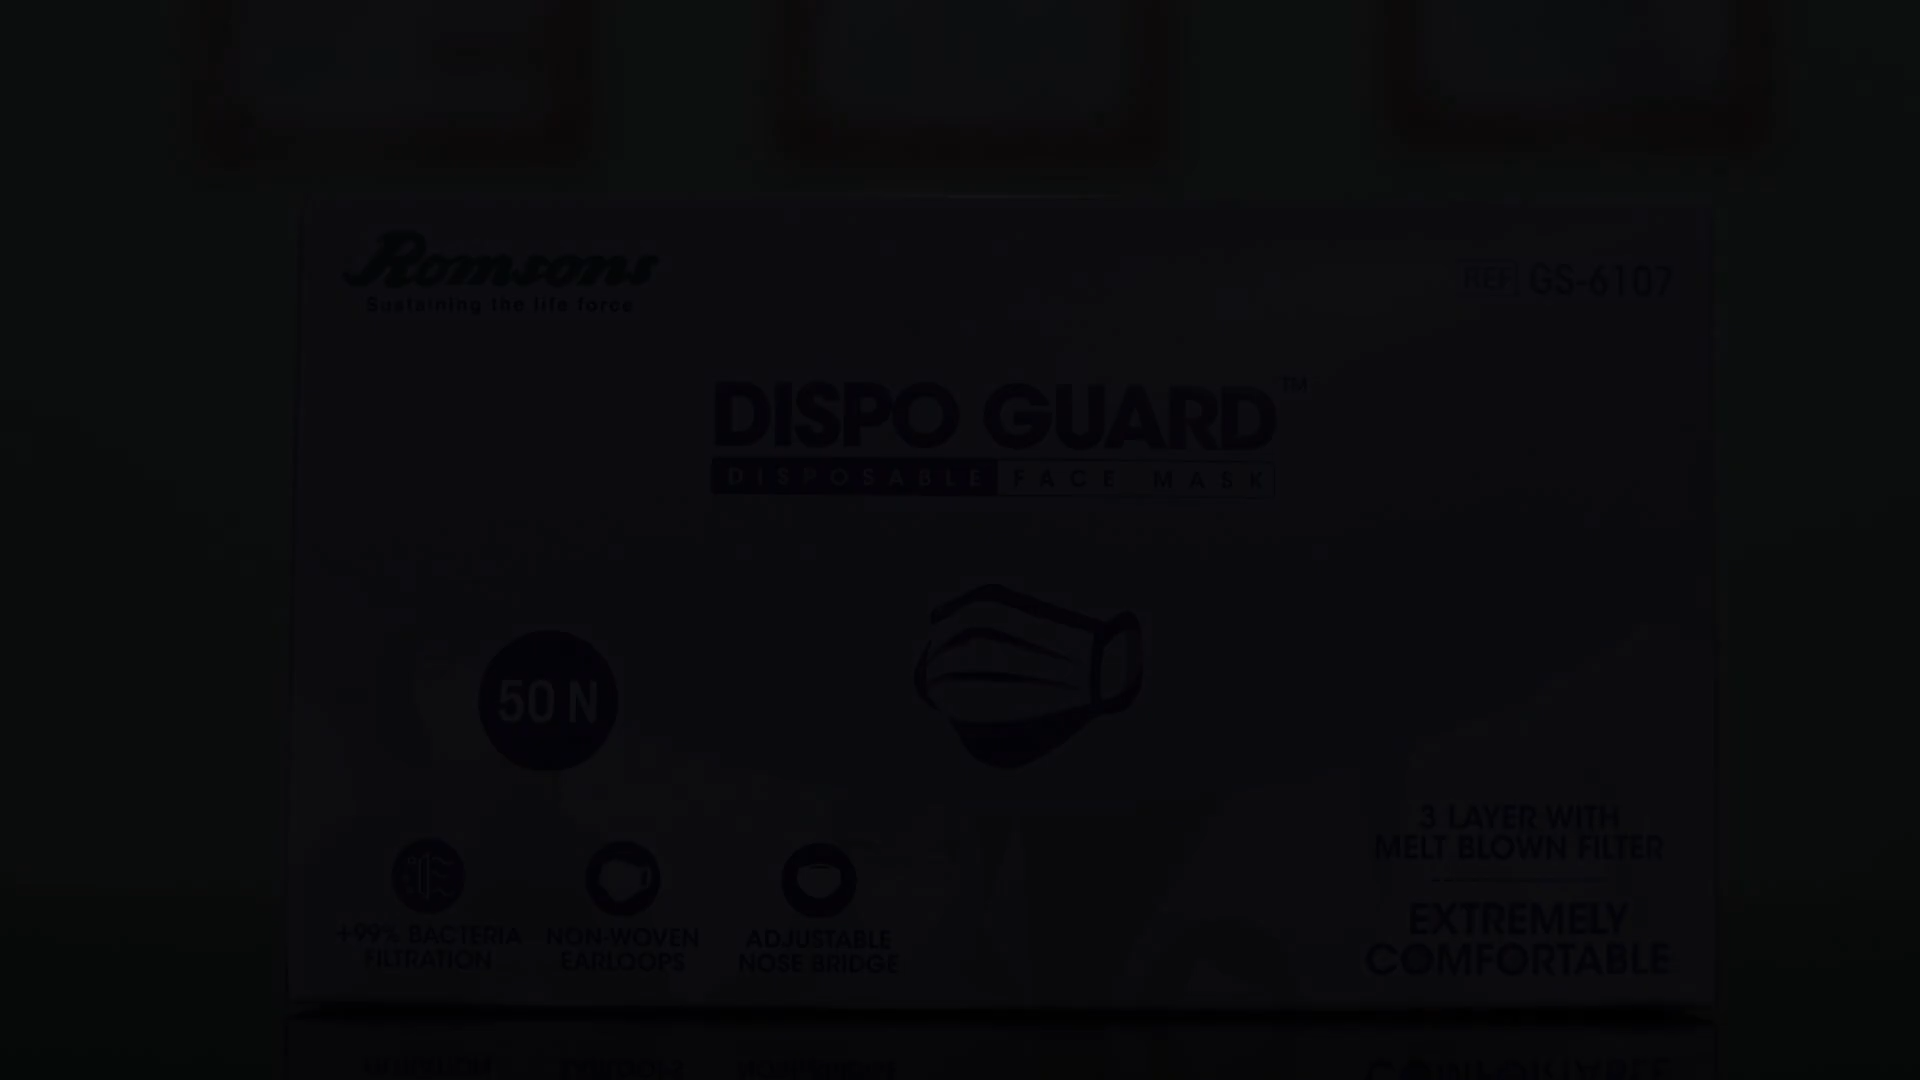 Romsons
Sustaining the life force
REF GS-6107
DISPO GUARD™
DISPOSABLE FACE MASK
50 N
+99% BACTERIA
FILTRATION
NON-WOVEN
EARLOOPS
ADJUSTABLE
NOSE BRIDGE
3 LAYER WITH
MELT BLOWN FILTER
EXTREMELY
COMFORTABLE